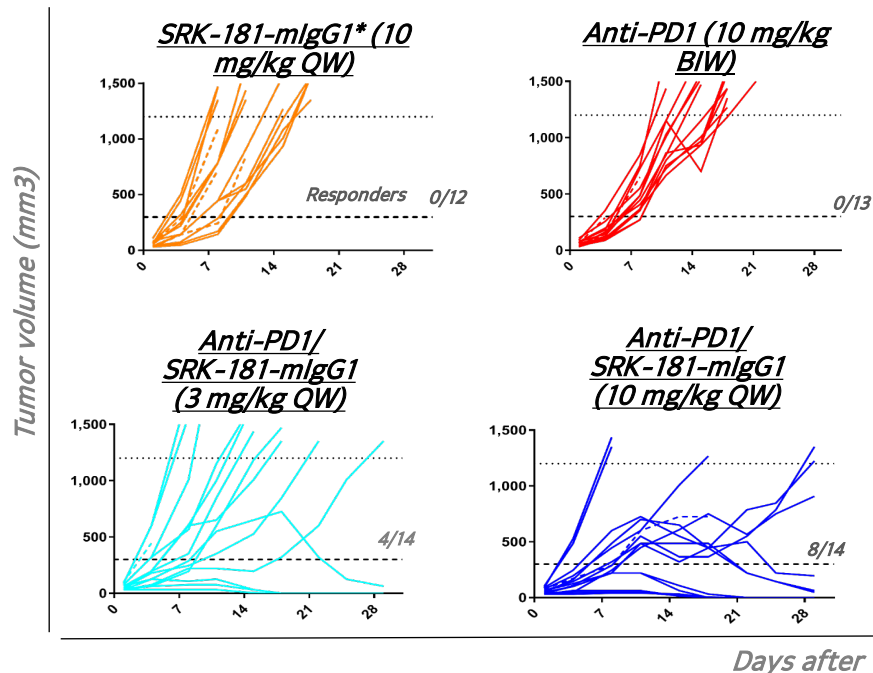 SRK-181-mIgG1* (10
mg/kg QW)
1,500
1,000
500
0
Responders 0/12
0 7 14 21 28
Anti-PD1 (10 mg/kg
BIW)
1,500
1,000
500
0
0/13
0 7 14 21 28
Tumor volume (mm3)
Anti-PD1/
SRK-181-mIgG1
(3 mg/kg QW)
1,500
1,000
500
0
4/14
0 7 14 21 28
Anti-PD1/
SRK-181-mIgG1
(10 mg/kg QW)
1,500
1,000
500
0
8/14
0 7 14 21 28
Days after